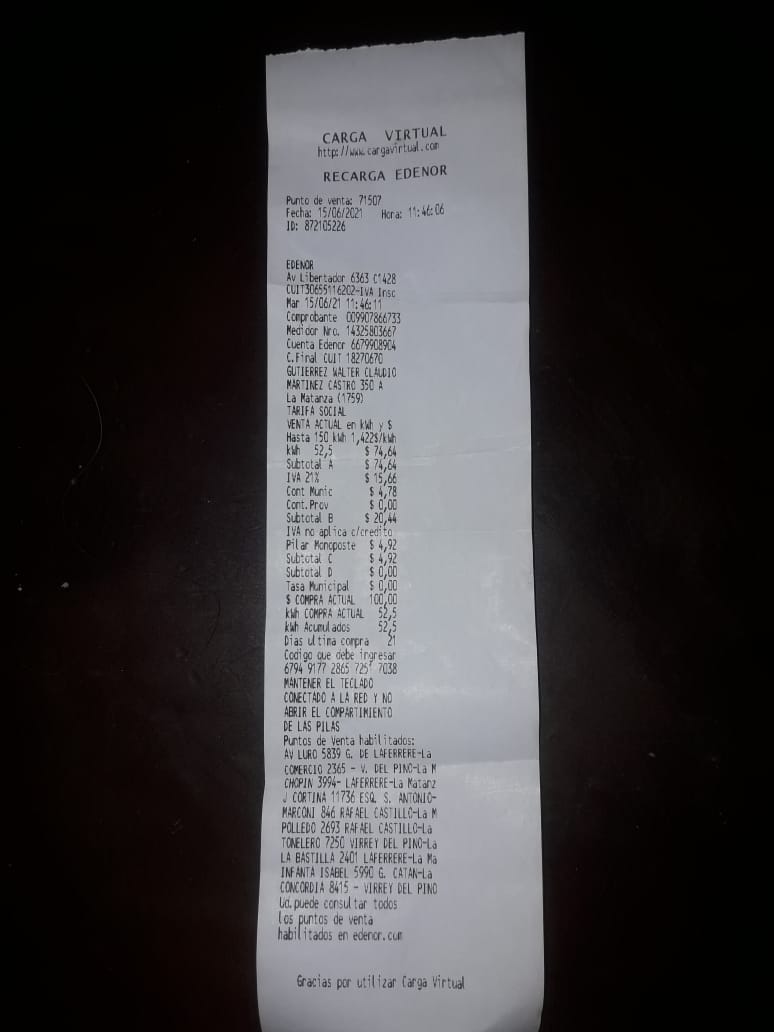 CARGA VIRTUAL
http://www.cargavirtual.com
RECARGA EDENOR
Punto de venta: 71507
Fecha: 15/06/2021 Hora: 11:46:06
ID: 872105226
EDENOR
Av Libertador 6363 C1428
CUIT30655116202-IVA Insc
Mar 15/06/21 11:46:11
Comprobante 009907866733
Medidor Nro. 14325803667
Cuenta Edenor 6679908904
C.Final CUIT 18270670
GUTIERREZ WALTER CLAUDIO
MARTINEZ CASTRO 350 A
La Matanza (1759)
TARIFA SOCIAL
VENTA ACTUAL en kWh y $
Hasta 150 kWh 1,422$/kWh
kWh 52,5 $ 74,64
Subtotal A $ 74,64
IVA 21% $ 15,66
Cont Munic $ 4,78
Cont.Prov $ 0,00
Subtotal B $ 20,44
IVA no aplica c/credito
Pilar Monoposte $ 4,92
Subtotal C $ 4,92
Subtotal D $ 0,00
Tasa Municipal $ 0,00
$ COMPRA ACTUAL 100,00
kWh COMPRA ACTUAL 52,5
kWh Acumulados 52,5
Dias ultima compra 21
Codigo que debe ingresar
6794 9177 2865 7038
MANTENER EL TECLADO
CONECTADO A LA RED Y NO
ABRIR EL COMPARTIMIENTO
DE LAS PILAS
Puntos de Venta habilitados:
AV LURO 5839 G. DE LAFERRERE-La
COMERCIO 2365 - V. DEL PINO-La M
CHOPIN 3994- LAFERRERE-La Matanz
J CORTINA 11736 ESQ. S. ANTONIO-
MARCONI 846 RAFAEL CASTILLO-La M
POLLEDO 2693 RAFAEL CASTILLO-La
TONELERO 7250 VIRREY DEL PINO-La
LA BASTILLA 2401 LAFERRERE-La Ma
INFANTA ISABEL 5990 G. CATAN-La
CONCORDIA 8415 - VIRREY DEL PINO
Ud.puede consultar todos
los puntos de venta
habilitados en edenor.com
Gracias por utilizar Carga Virtual